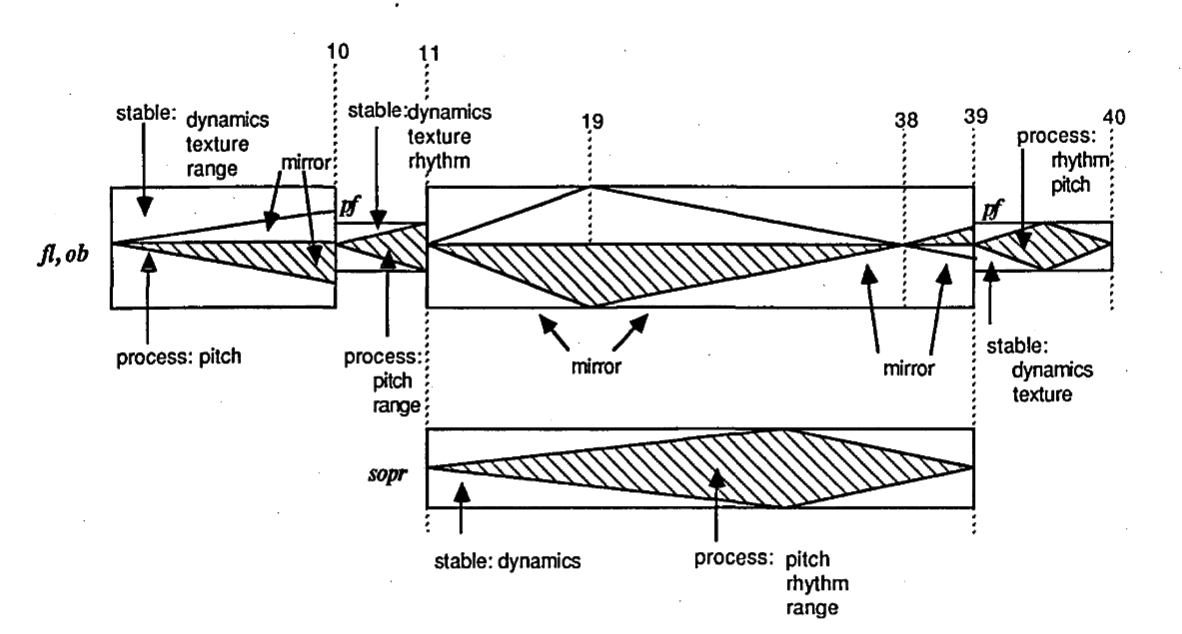 10
11
19
38
39
40
stable: dynamics
texture
range
mirror
stable: dynamics
texture
rhythm
process:
rhythm
pitch
pf
pf
fl, ob
process: pitch
process:
pitch
range
mirror
mirror
stable:
dynamics
texture
sopr
stable: dynamics
process: pitch
rhythm
range